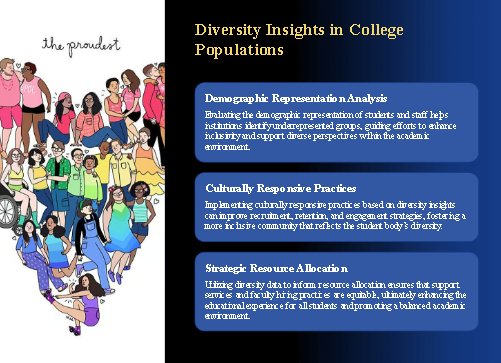 the proudest
Diversity Insights in College
Populations
Demographic Representation Analysis
Evaluating the demographic representation of students and staff helps
institutions identify underrepresented groups, guiding efforts to enhance
inclusivity and support diverse perspectives within the academic
environment.
Culturally Responsive Practices
Implementing culturally responsive practices based on diversity insights
can improve recruitment, retention, and engagement strategies, fostering a
more inclusive community that reflects the student body's diversity.
Strategic Resource Allocation
Utilizing diversity data to inform resource allocation ensures that support
services and faculty hiring practices are equitable, ultimately enhancing the
educational experience for all students and promoting a balanced academic
environment.